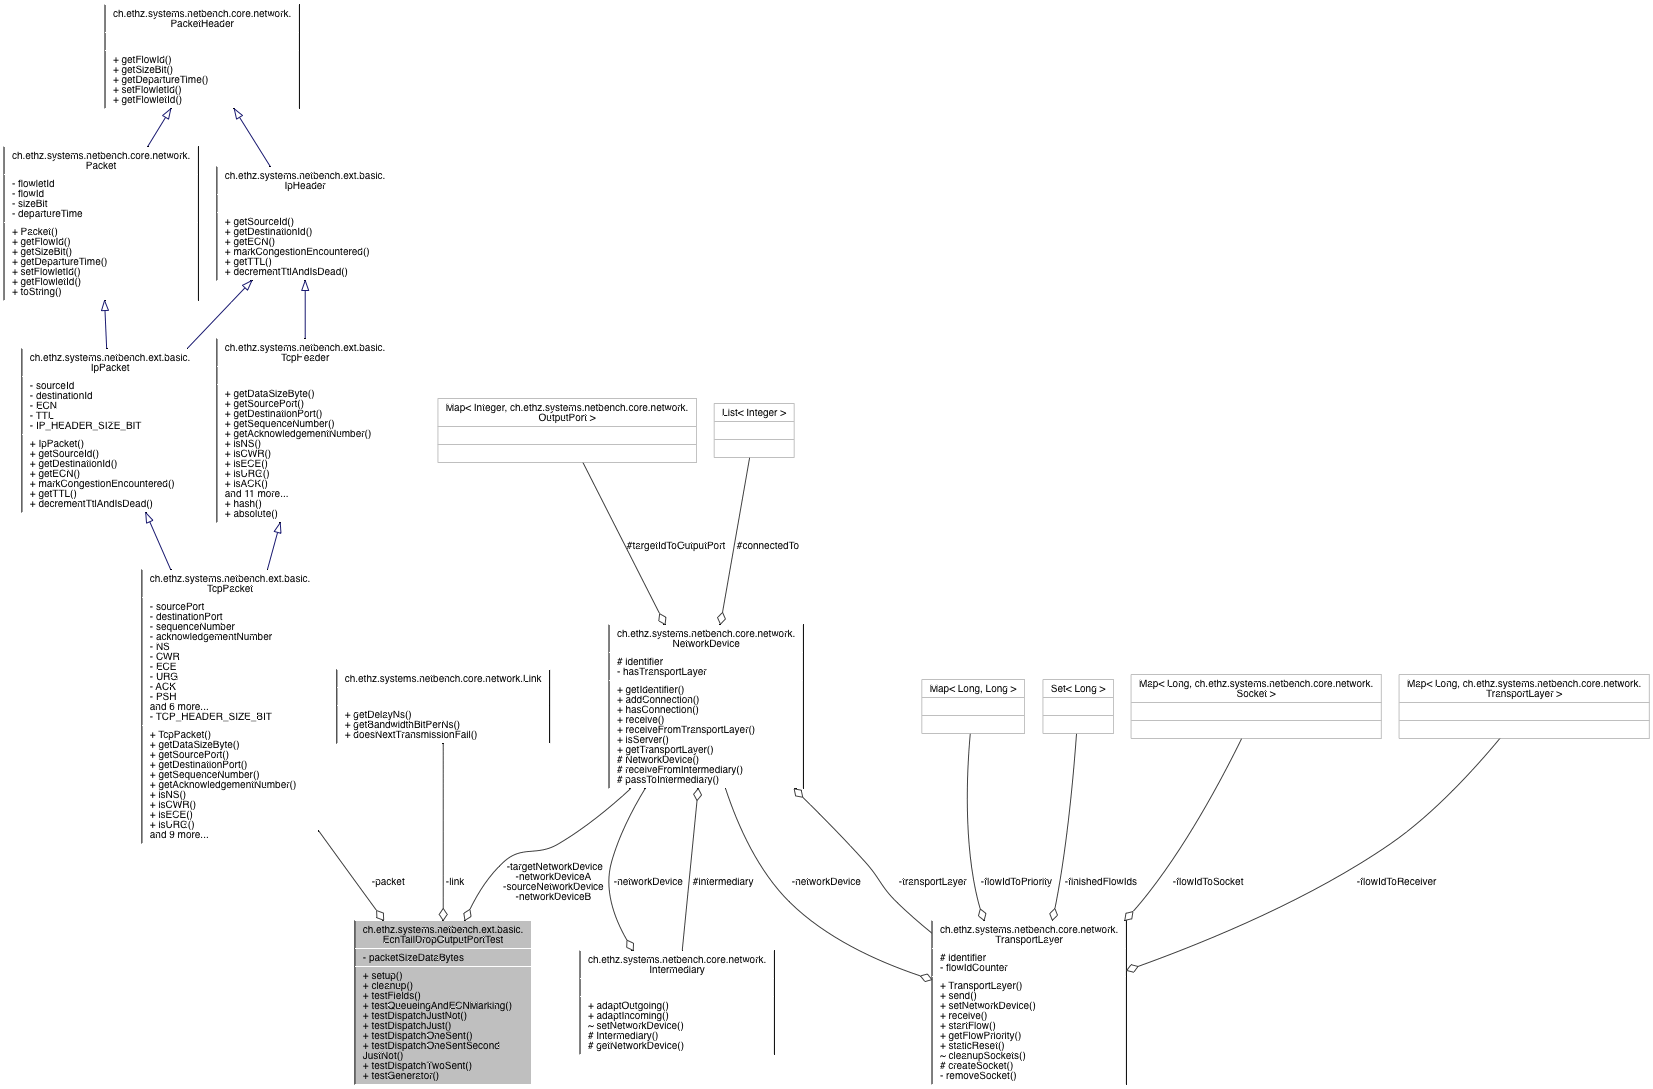 ch.ethz.systems.netbench.core.network.
PacketHeader
+ getFlowId()
+ getSizeBit()
+ getDepartureTime()
+ setFlowletId()
+ getFlowletId()
ch.ethz.systems.netbench.core.network.
Packet
- flowletId
- flowId
- sizeBit
- departureTime
+ Packet()
+ getFlowId()
+ getSizeBit()
+ getDepartureTime()
+ setFlowletId()
+ getFlowletId()
+ toString()
ch.ethz.systems.netbench.ext.basic.
IpHeader
+ getSourceId()
+ getDestinationId()
+ getECN()
+ markCongestionEncountered()
+ getTTL()
+ decrementTtlAndIsDead()
ch.ethz.systems.netbench.ext.basic.
IpPacket
- sourceId
- destinationId
- ECN
- TTL
- IP_HEADER_SIZE_BIT
+ IpPacket()
+ getSourceId()
+ getDestinationId()
+ getECN()
+ markCongestionEncountered()
+ getTTL()
+ decrementTtlAndIsDead()
ch.ethz.systems.netbench.ext.basic.
TcpHeader
+ getDataSizeByte()
+ getSourcePort()
+ getDestinationPort()
+ getSequenceNumber()
+ getAcknowledgementNumber()
+ isNS()
+ isCWR()
+ isECE()
+ isURG()
+ isACK()
and 11 more...
+ hash()
+ absolute()
Map< Integer, ch.ethz.systems.netbench.core.network.
OutputPort >
List< Integer >
#targetIdToOutputPort
#connectedTo
ch.ethz.systems.netbench.ext.basic.
TcpPacket
- sourcePort
- destinationPort
- sequenceNumber
- acknowledgementNumber
- NS
- CWR
- ECE
- URG
- ACK
- PSH
and 6 more...
- TCP_HEADER_SIZE_BIT
+ TcpPacket()
+ getDataSizeByte()
+ getSourcePort()
+ getDestinationPort()
+ getSequenceNumber()
+ getAcknowledgementNumber()
+ isNS()
+ isCWR()
+ isECE()
+ isURG()
and 9 more...
ch.ethz.systems.netbench.core.network.Link
+ getDelayNs()
+ getBandwidthBitPerNs()
+ doesNextTransmissionFail()
ch.ethz.systems.netbench.core.network.
NetworkDevice
# identifier
- hasTransportLayer
+ getIdentifier()
+ addConnection()
+ hasConnection()
+ receive()
+ receiveFromTransportLayer()
+ isServer()
+ getTransportLayer()
# NetworkDevice()
# receiveFromIntermediary()
# passToIntermediary()
Map< Long, Long >
Set< Long >
Map< Long, ch.ethz.systems.netbench.core.network.
Socket >
Map< Long, ch.ethz.systems.netbench.core.network.
TransportLayer >
-packet
-link
-targetNetworkDevice
-networkDeviceA
-sourceNetworkDevice
-networkDeviceB
-networkDevice
#intermediary
-networkDevice
-transportLayer
-flowIdToPriority
-finishedFlowIds
-flowIdToSocket
-flowIdToReceiver
ch.ethz.systems.netbench.ext.basic.
EcnTailDropOutputPortTest
- packetSizeDataBytes
+ setup()
+ cleanup()
+ testFields()
+ testQueueingAndECNMarking()
+ testDispatchJustNot()
+ testDispatchJust()
+ testDispatchOneSent()
+ testDispatchOneSentSecond
JustNot()
+ testDispatchTwoSent()
+ testGenerator()
ch.ethz.systems.netbench.core.network.
Intermediary
+ adaptOutgoing()
+ adaptIncoming()
~ setNetworkDevice()
# Intermediary()
# getNetworkDevice()
ch.ethz.systems.netbench.core.network.
TransportLayer
# identifier
- flowIdCounter
+ TransportLayer()
+ send()
+ setNetworkDevice()
+ receive()
+ startFlow()
+ getFlowPriority()
+ staticReset()
~ cleanupSockets()
# createSocket()
- removeSocket()